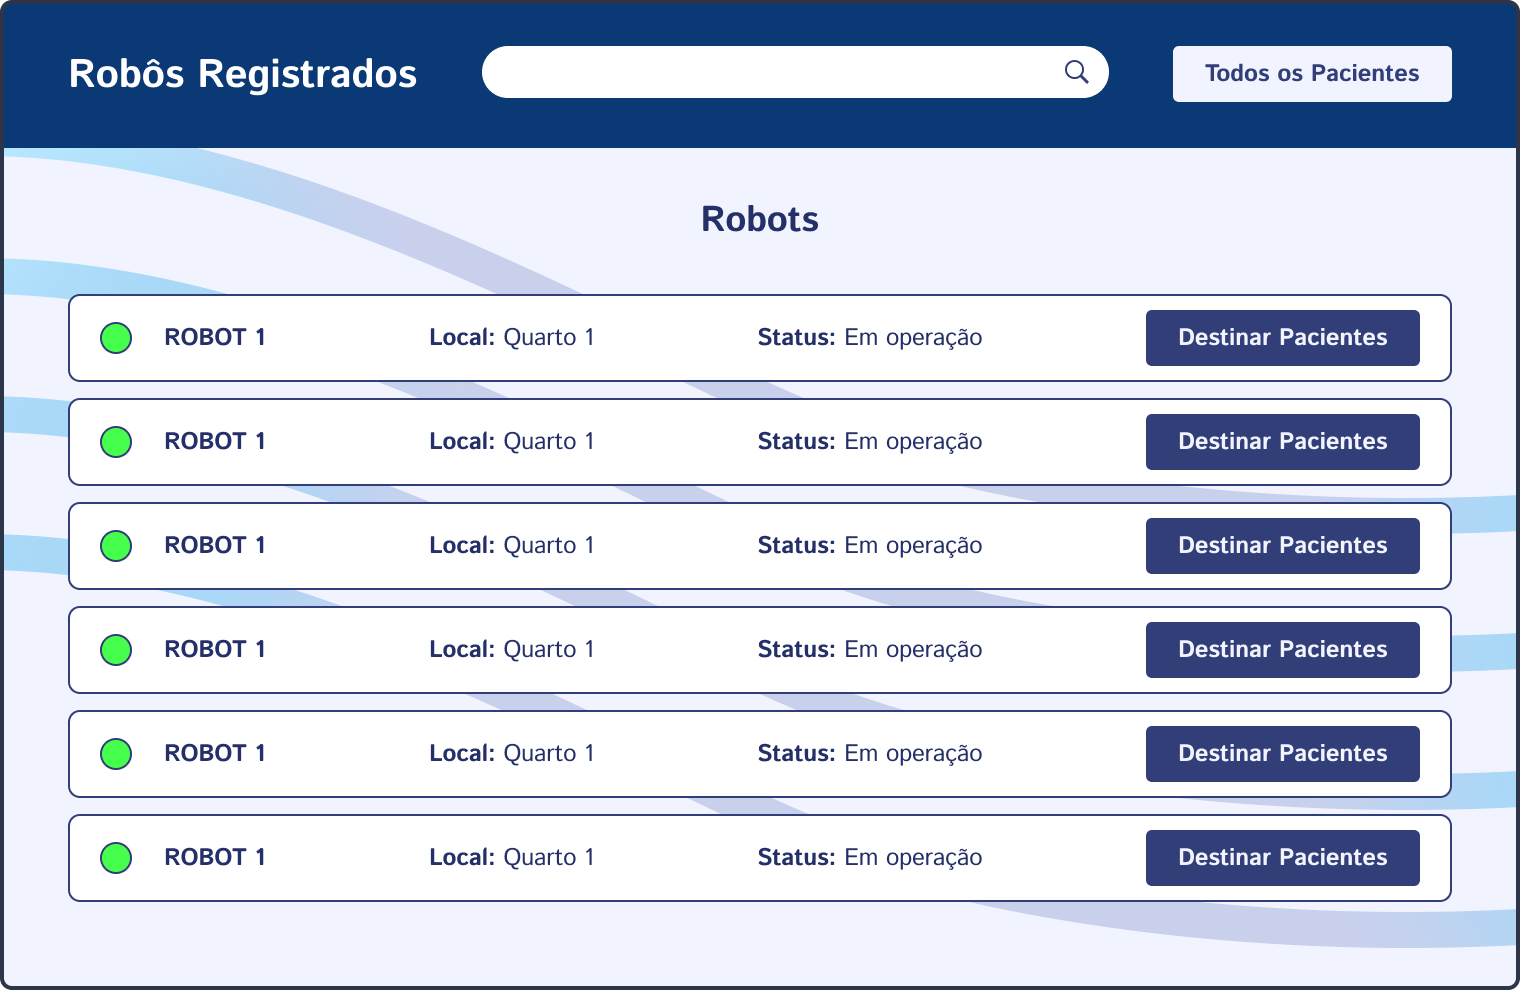 Robôs Registrados Todos os Pacientes
Robots
ROBOT 1 Local: Quarto 1 Status: Em operação Destinar Pacientes
ROBOT 1 Local: Quarto 1 Status: Em operação Destinar Pacientes
ROBOT 1 Local: Quarto 1 Status: Em operação Destinar Pacientes
ROBOT 1 Local: Quarto 1 Status: Em operação Destinar Pacientes
ROBOT 1 Local: Quarto 1 Status: Em operação Destinar Pacientes
ROBOT 1 Local: Quarto 1 Status: Em operação Destinar Pacientes